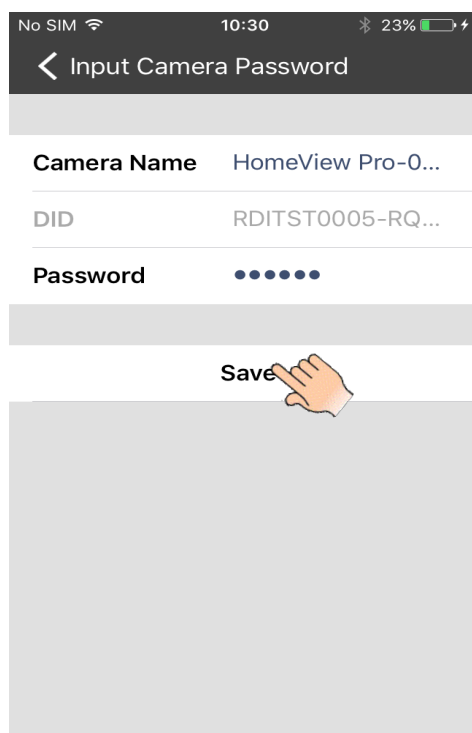 No SIM 10:30 23%
Input Camera Password
Camera Name HomeView Pro-0...
DID RDITST0005-RQ...
Password ●●●●●●
Save